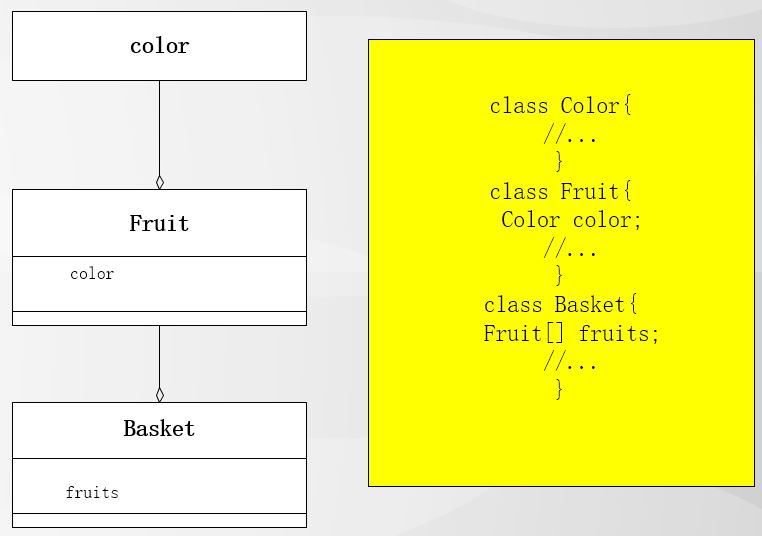 color
Fruit
color
Basket
fruits
class Color{
//...
}
class Fruit{
Color color;
//...
}
class Basket{
Fruit[] fruits;
//...
}